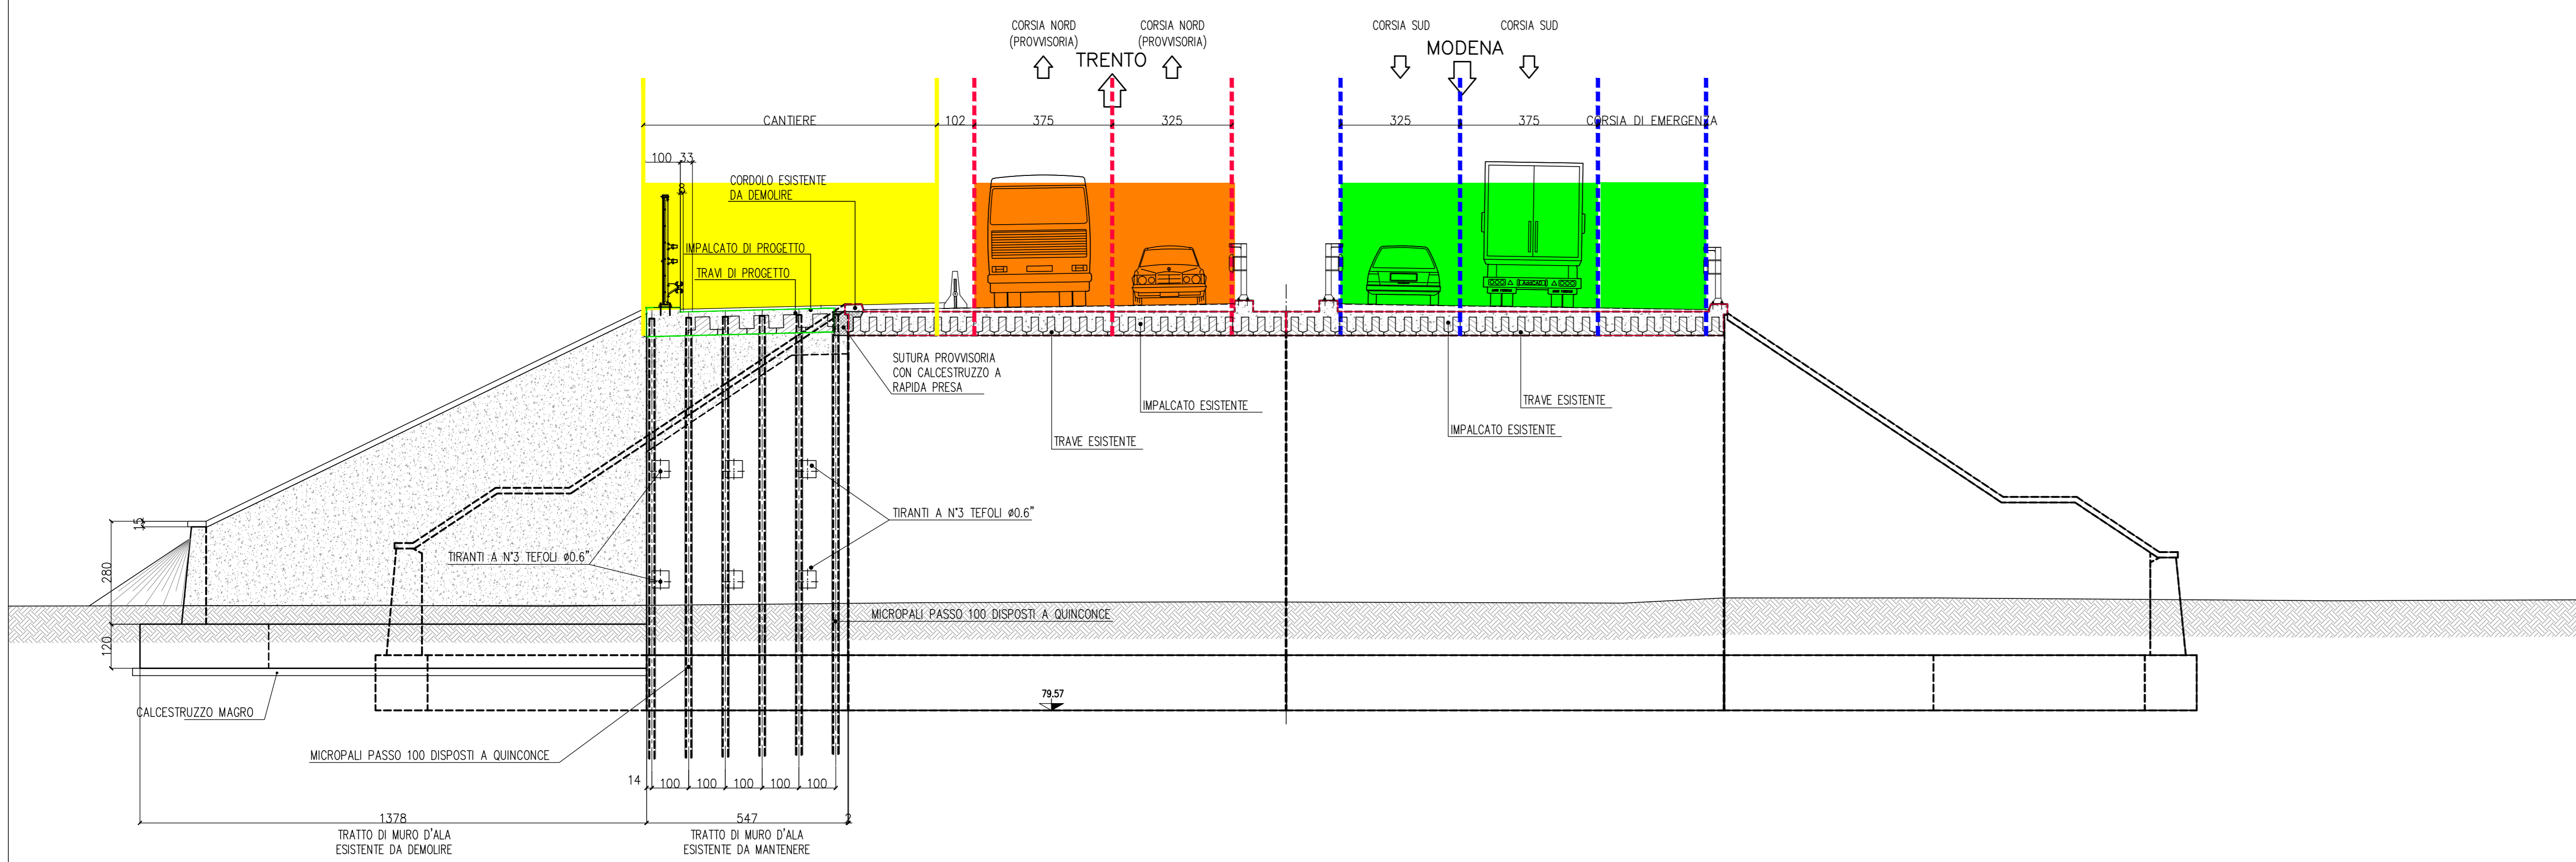 CORSIA NORD
(PROVVISORIA)
CORSIA NORD
(PROVVISORIA)
TRENTO
CORSIA SUD
CORSIA SUD
MODENA
CANTIERE
102
375
325
325
375
CORSIA DI EMERGENZA
100
33
8
CORDOLO ESISTENTE
DA DEMOLIRE
IMPALCATO DI PROGETTO
TRAVI DI PROGETTO
SUTURA PROVVISORIA
CON CALCESTRUZZO A
RAPIDA PRESA
IMPALCATO ESISTENTE
TRAVE ESISTENTE
TRAVE ESISTENTE
IMPALCATO ESISTENTE
TIRANTI A N°3 TEFOLI ø0.6"
TIRANTI A N°3 TEFOLI ø0.6"
15
280
120
MICROPALI PASSO 100 DISPOSTI A QUINCONCE
79.57
CALCESTRUZZO MAGRO
MICROPALI PASSO 100 DISPOSTI A QUINCONCE
14
100
100
100
100
100
1378
547
2
TRATTO DI MURO D'ALA
ESISTENTE DA DEMOLIRE
TRATTO DI MURO D'ALA
ESISTENTE DA MANTENERE